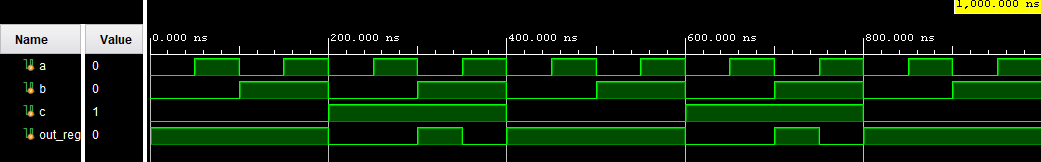 1,000.000 ns
Name Value 0.000 ns 200.000 ns 400.000 ns 600.000 ns 800.000 ns
a 0
b 0
c 1
out_reg 0